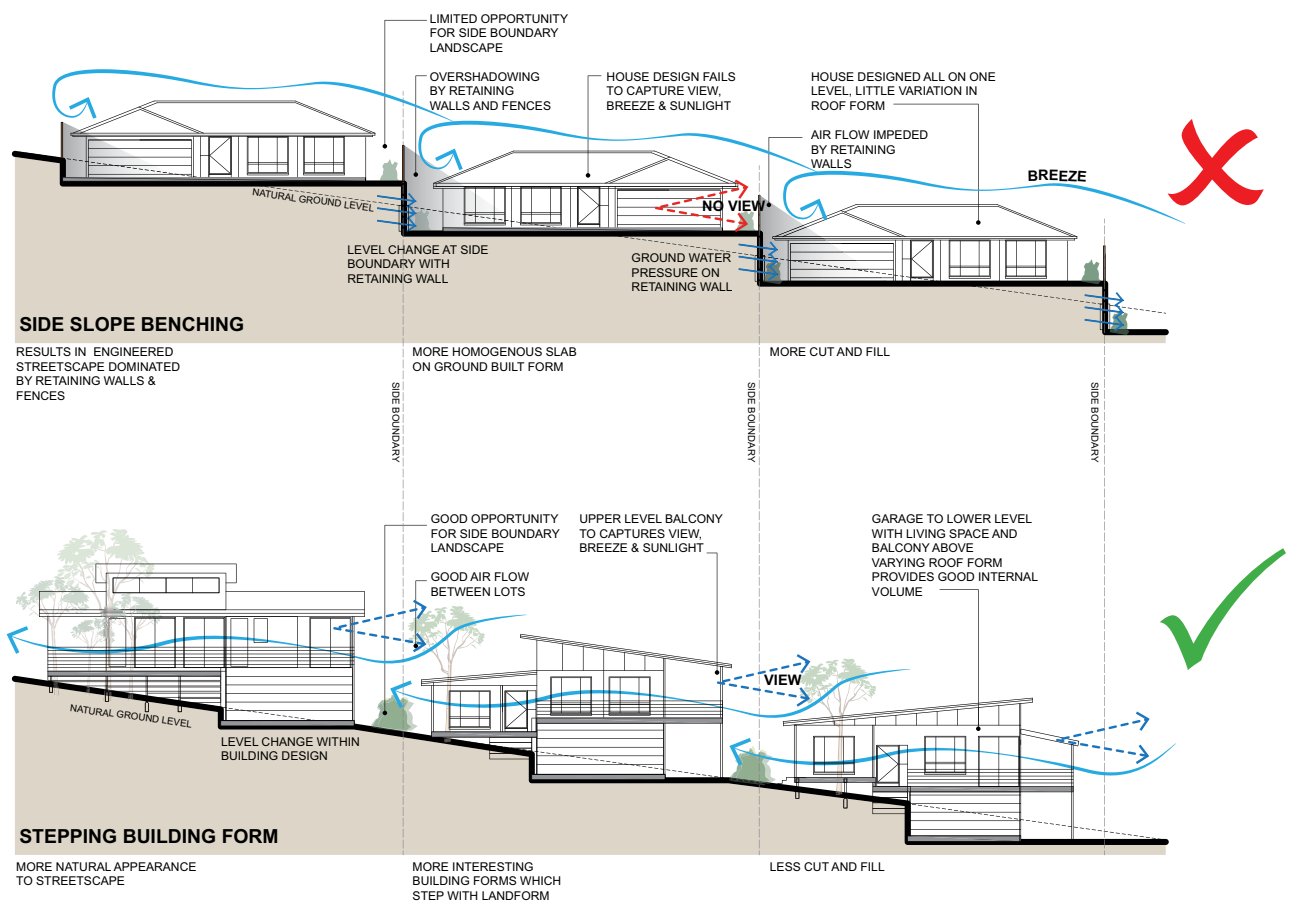 LIMITED OPPORTUNITY
FOR SIDE BOUNDARY
LANDSCAPE
OVERSHADOWING
BY RETAINING
WALLS AND FENCES
HOUSE DESIGN FAILS
TO CAPTURE VIEW,
BREEZE & SUNLIGHT
HOUSE DESIGNED ALL ON ONE
LEVEL, LITTLE VARIATION IN
ROOF FORM
AIR FLOW IMPEDED
BY RETAINING
WALLS
BREEZE
NATURAL GROUND LEVEL
NO VIEW
LEVEL CHANGE AT SIDE
BOUNDARY WITH
RETAINING WALL
GROUND WATER
PRESSURE ON
RETAINING WALL
SIDE SLOPE BENCHING
RESULTS IN ENGINEERED
STREETSCAPE DOMINATED
BY RETAINING WALLS &
FENCES
MORE HOMOGENOUS SLAB
ON GROUND BUILT FORM
MORE CUT AND FILL
SIDE BOUNDARY
SIDE BOUNDARY
SIDE BOUNDARY
GOOD OPPORTUNITY
FOR SIDE BOUNDARY
LANDSCAPE
GOOD AIR FLOW
BETWEEN LOTS
UPPER LEVEL BALCONY
TO CAPTURES VIEW,
BREEZE & SUNLIGHT
GARAGE TO LOWER LEVEL
WITH LIVING SPACE AND
BALCONY ABOVE
VARYING ROOF FORM
PROVIDES GOOD INTERNAL
VOLUME
VIEW
NATURAL GROUND LEVEL
LEVEL CHANGE WITHIN
BUILDING DESIGN
STEPPING BUILDING FORM
MORE NATURAL APPEARANCE
TO STREETSCAPE
MORE INTERESTING
BUILDING FORMS WHICH
STEP WITH LANDFORM
LESS CUT AND FILL